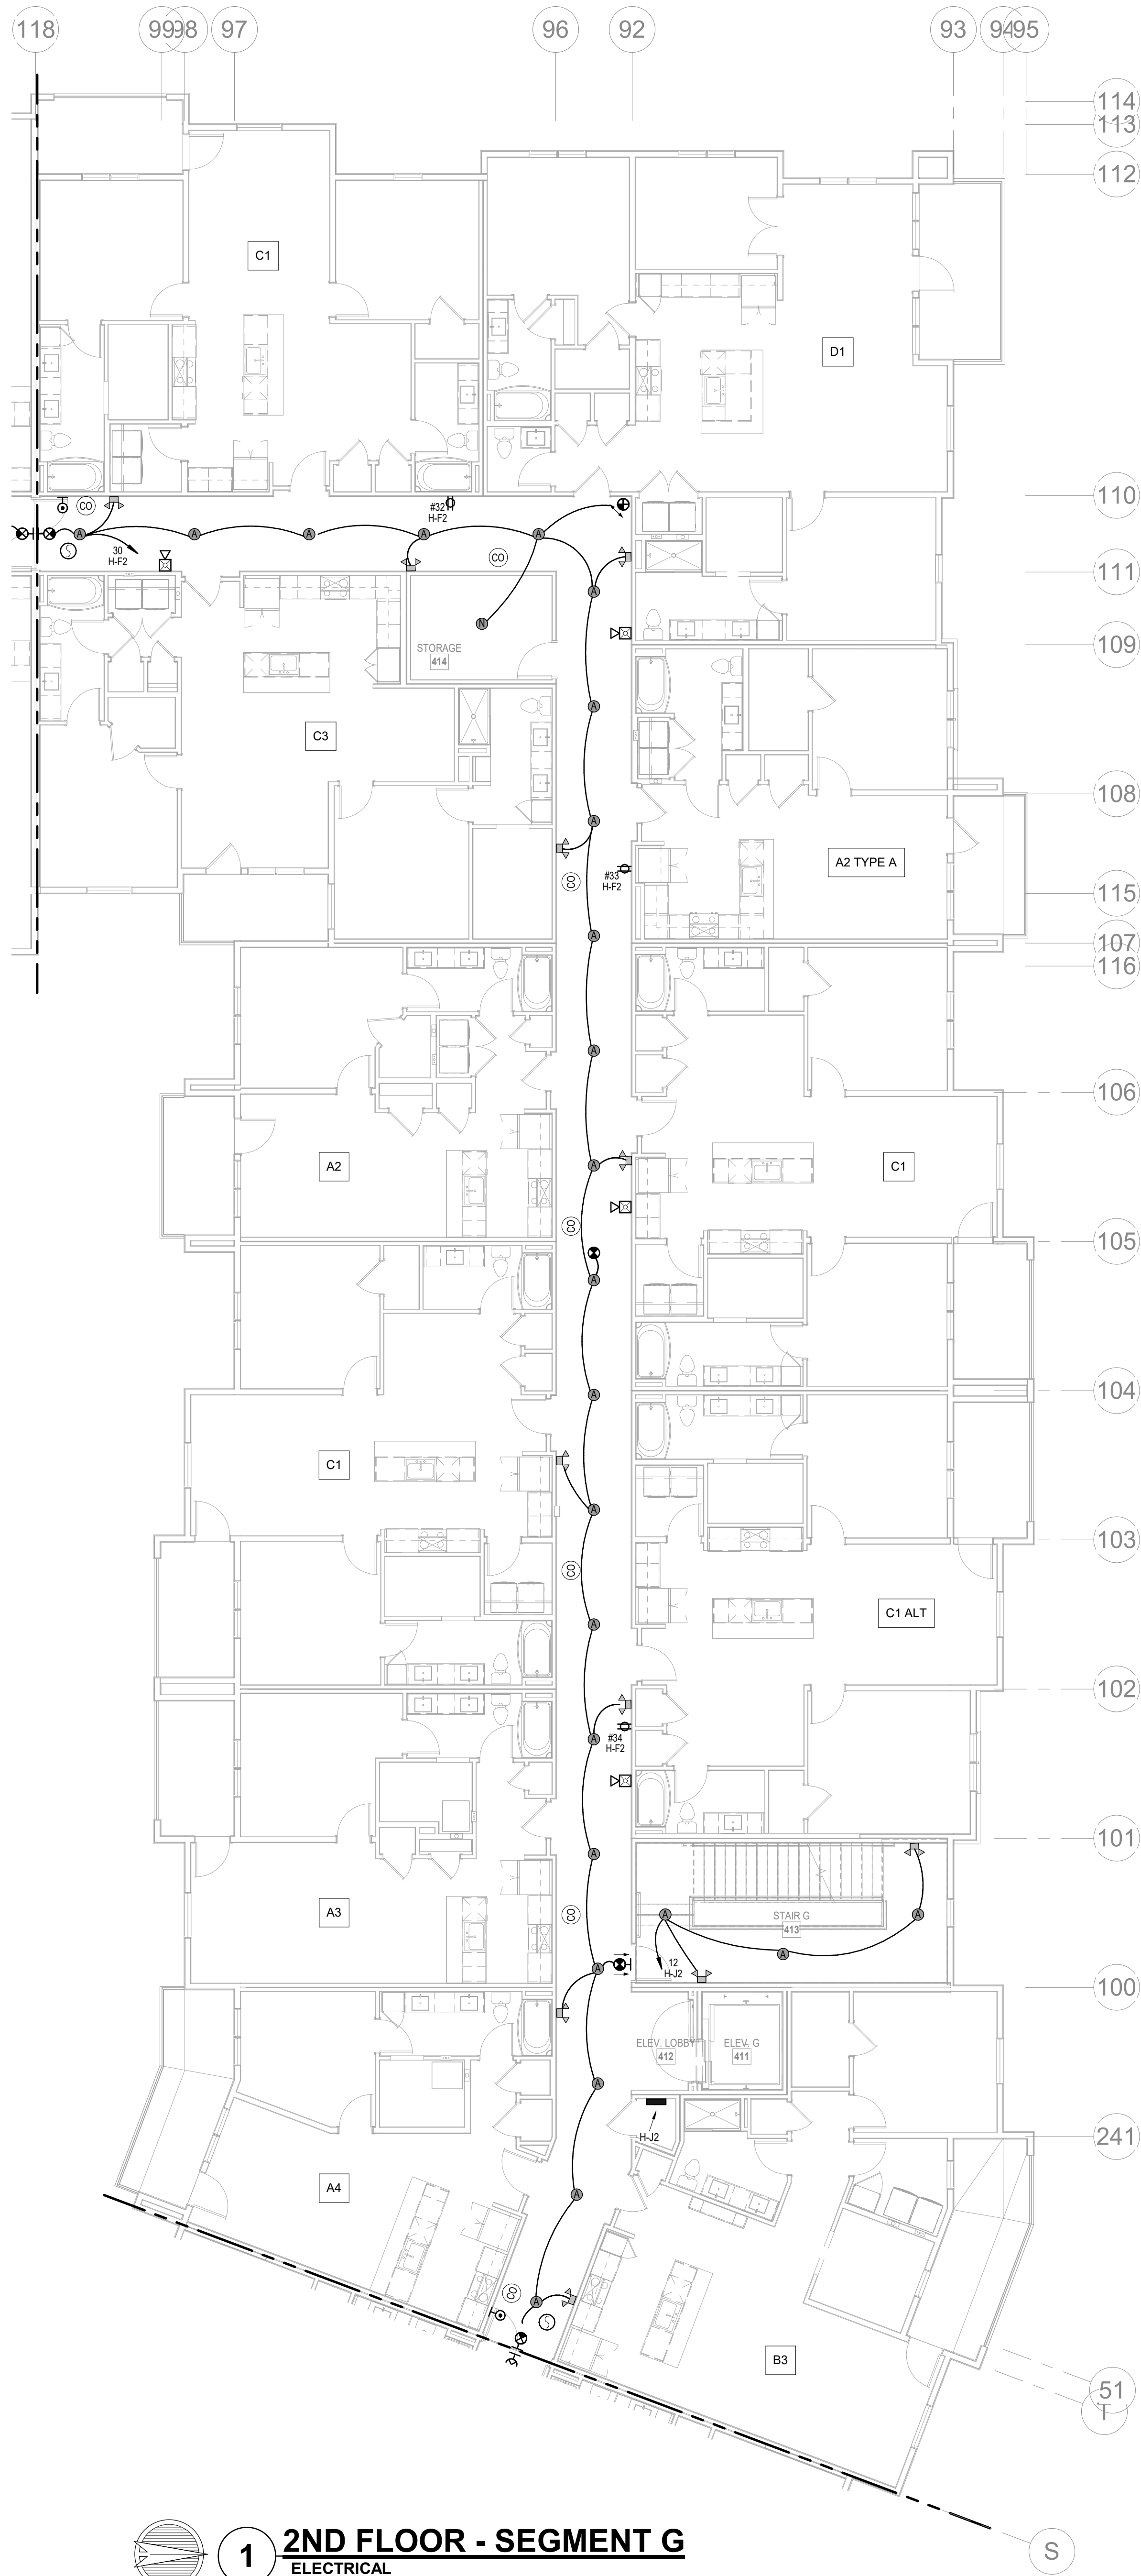 118
99
98
97
96
92
93
94
95
114
113
112
C1
D1
110
CO
#32
H-F2
A
A
A
A
A
30
H-F2
CO
111
A
N
109
STORAGE
414
A
C3
108
A
A2 TYPE A
#33
H-F2
CO
115
A
107
116
A
106
A2
A
C1
CO
105
A
104
A
C1
A
103
CO
C1 ALT
A
102
#34
H-F2
A
101
A
A3
CO
STAIR G
413
A
A
A
A
12
H-J2
100
ELEV. LOBBY
412
ELEV. G
411
A
H-J2
241
A4
A
CO
A
B3
51
T
S
1
2ND FLOOR - SEGMENT G
ELECTRICAL